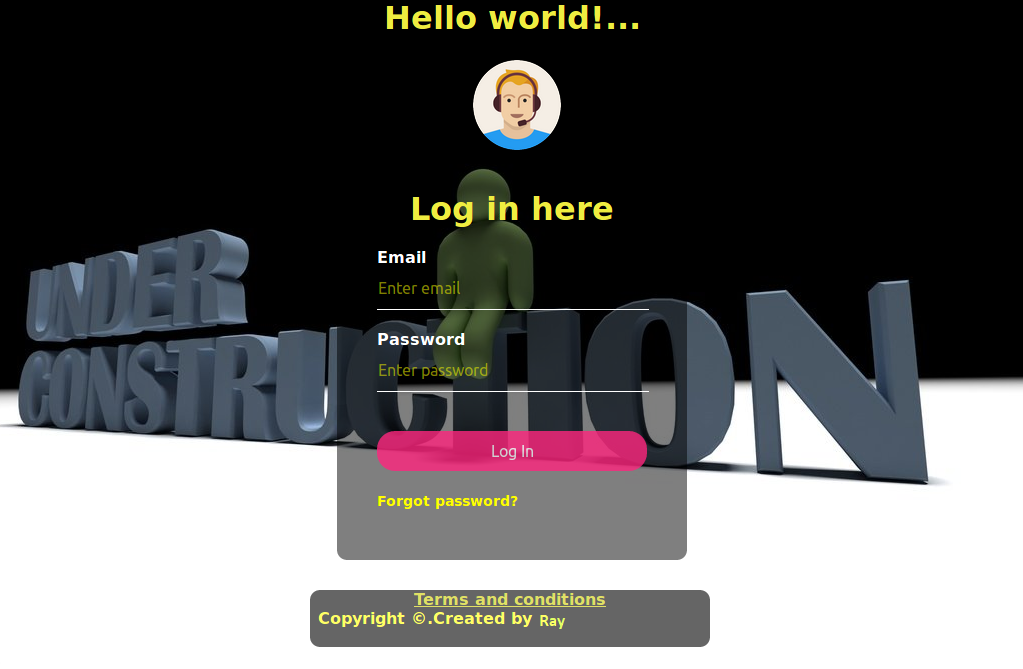 Hello world!...
Log in here
UNDER
CONSTRUCTION
Email
Enter email
Password
Enter password
Log In
Forgot password?
Terms and conditions
Copyright ©.Created by Ray